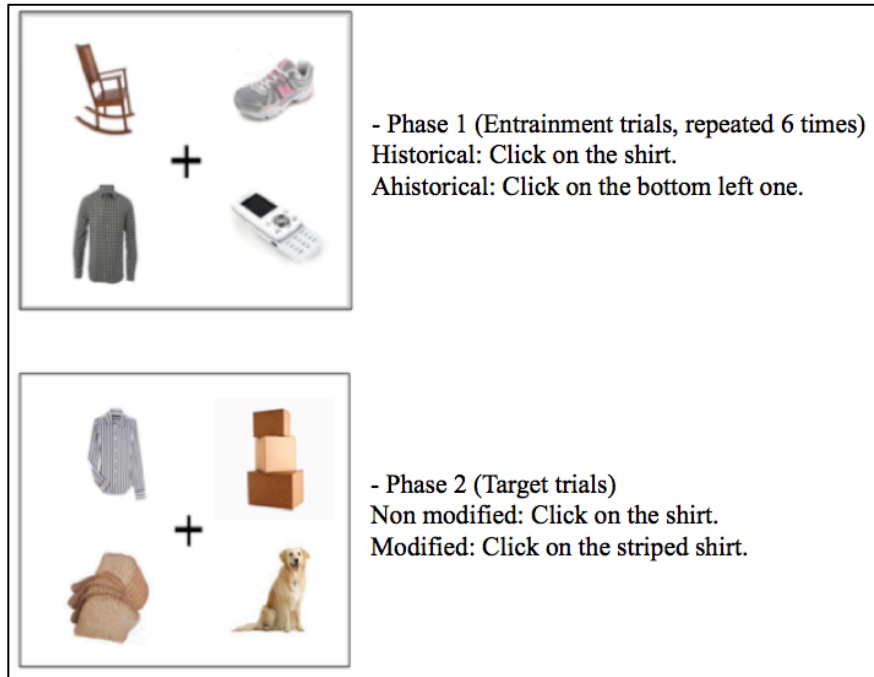 - Phase 1 (Entrainment trials, repeated 6 times)
Historical: Click on the shirt.
Ahistorical: Click on the bottom left one.
- Phase 2 (Target trials)
Non modified: Click on the shirt.
Modified: Click on the striped shirt.